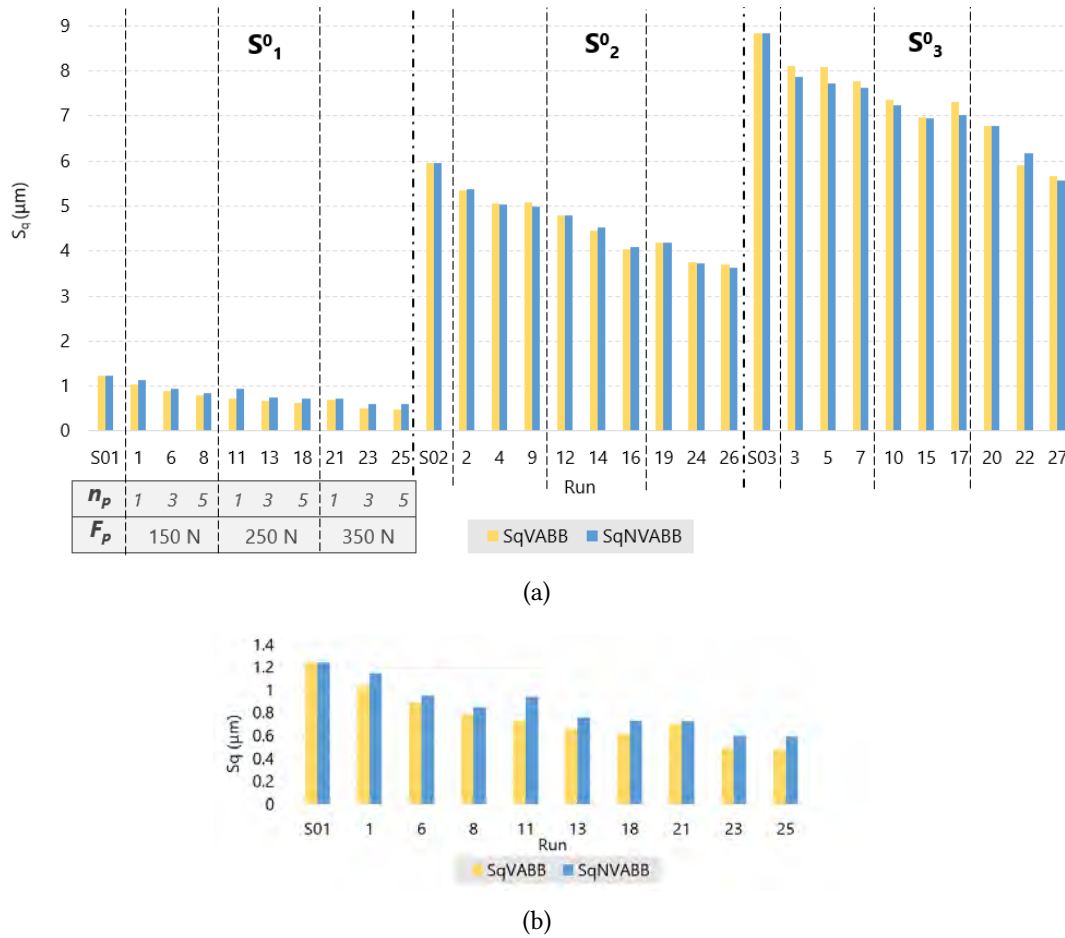 9
S⁰₁ S⁰₂ S⁰₃
8
7
6
5
4
3
2
1
0
Sq (µm)
S01 1 6 8 11 13 18 21 23 25 S02 2 4 9 12 14 16 19 24 26 S03 3 5 7 10 15 17 20 22 27
Run
np 1 3 5 1 3 5 1 3 5
Fp 150 N 250 N 350 N
SqVABB SqNVABB
(a)
1.4
1.2
1
0.8
0.6
0.4
0.2
0
Sq (µm)
S01 1 6 8 11 13 18 21 23 25
Run
SqVABB SqNVABB
(b)